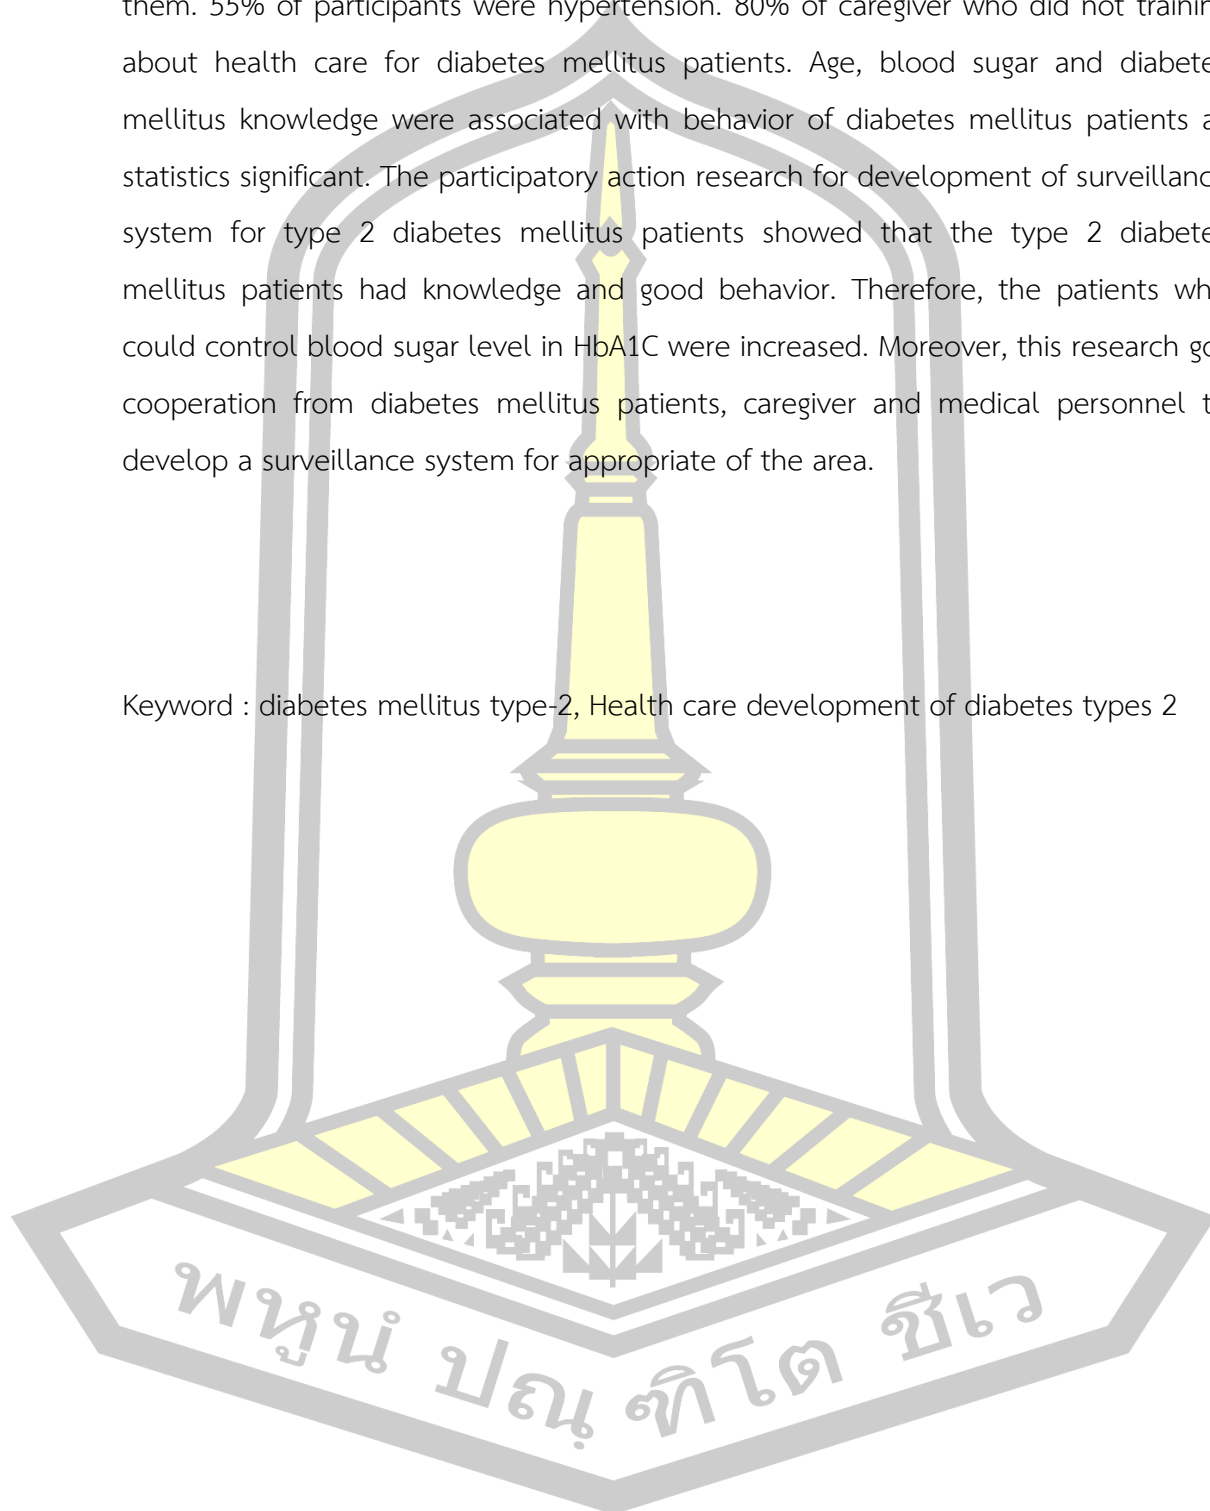 them. 55% of participants were hypertension. 80% of caregiver who did not trainin
about health care for diabetes mellitus patients. Age, blood sugar and diabete
mellitus knowledge were associated with behavior of diabetes mellitus patients a
statistics significant. The participatory action research for development of surveillanc
system for type 2 diabetes mellitus patients showed that the type 2 diabete
mellitus patients had knowledge and good behavior. Therefore, the patients wh
could control blood sugar level in HbA1C were increased. Moreover, this research go
cooperation from diabetes mellitus patients, caregiver and medical personnel t
develop a surveillance system for appropriate of the area.
Keyword : diabetes mellitus type-2, Health care development of diabetes types 2
พหูนํ ปณฺ ฑิโต ชีเว